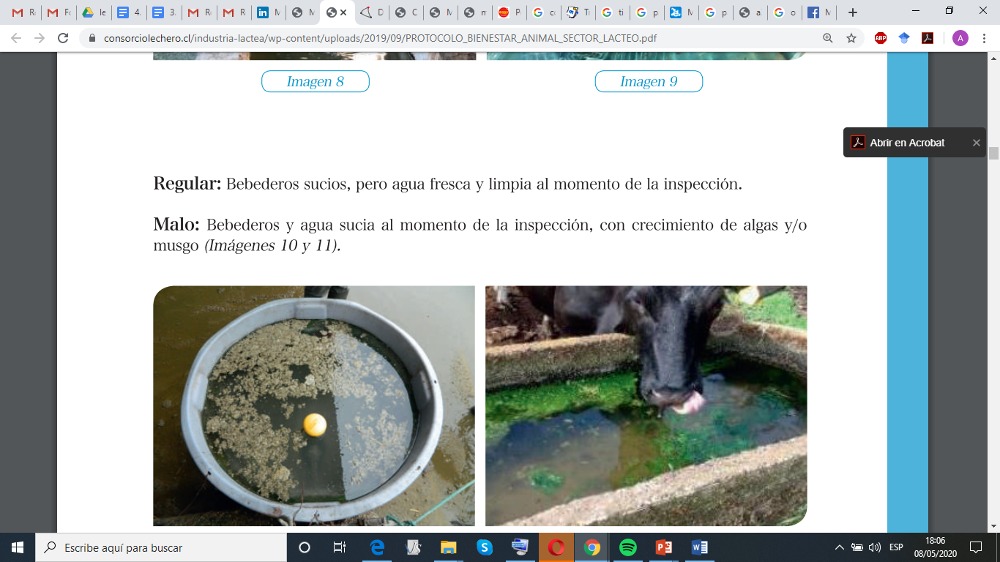 R
F
le
4.
3.
R
R
M
M
D
C
M
m
P
c
T
ti
p
M
p
a
o
M
consorciolechero.cl/industria-lactea/wp-content/uploads/2019/09/PROTOCOLO_BIENESTAR_ANIMAL_SECTOR_LACTEO.pdf
ABP
A
Imagen 8
Imagen 9
Abrir en Acrobat
Regular: Bebederos sucios, pero agua fresca y limpia al momento de la inspección.
Malo: Bebederos y agua sucia al momento de la inspección, con crecimiento de algas y/o
musgo (Imágenes 10 y 11).
Escribe aquí para buscar
ESP
18:06
08/05/2020